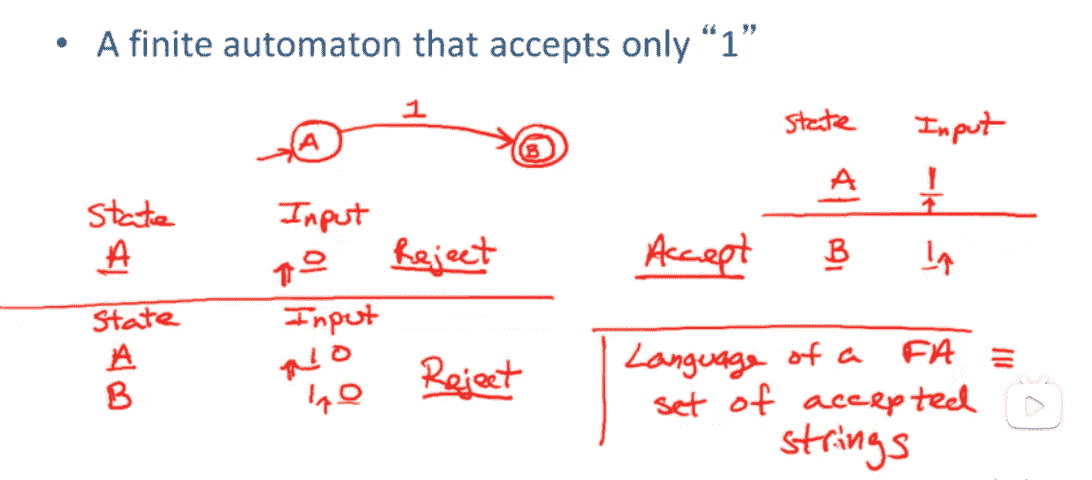 • A finite automaton that accepts only “1”
1
A
B
State Input
A 1
Accept B 1
State Input
A 0 Reject
State Input
A 1 0
B 1 0 Reject
Language of a FA ≡
set of accepted
strings